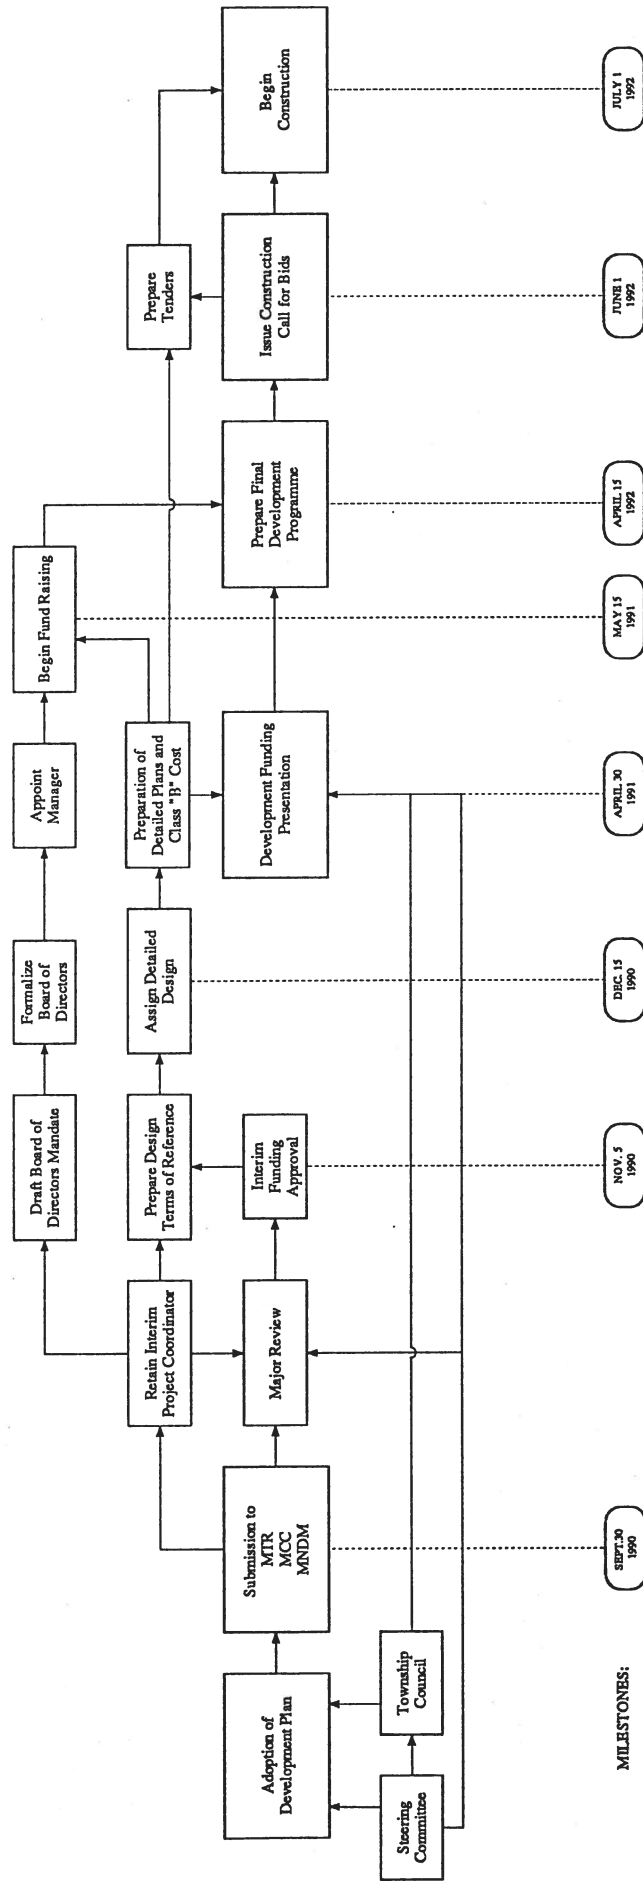 Draft Board of
Directors Mandate
Formalize
Board of
Directors
Appoint
Manager
Begin Fund Raising
Retain Interim
Project Coordinator
Prepare Design
Terms of Reference
Assign Detailed
Design
Preparation of
Detailed Plans and
Class "B" Cost
Prepare
Tenders
Adoption of
Development Plan
Submission to
MTR
MCC
MNDM
Major Review
Interim
Funding
Approval
Development Funding
Presentation
Prepare Final
Development
Programme
Issue Construction
Call for Bids
Begin
Construction
Steering
Committee
Township
Council
MILESTONES:
SEPT.30
1990
NOV. 5
1990
DEC. 15
1990
APRIL 30
1991
MAY 15
1991
APRIL 15
1992
JUNE 1
1992
JULY 1
1992